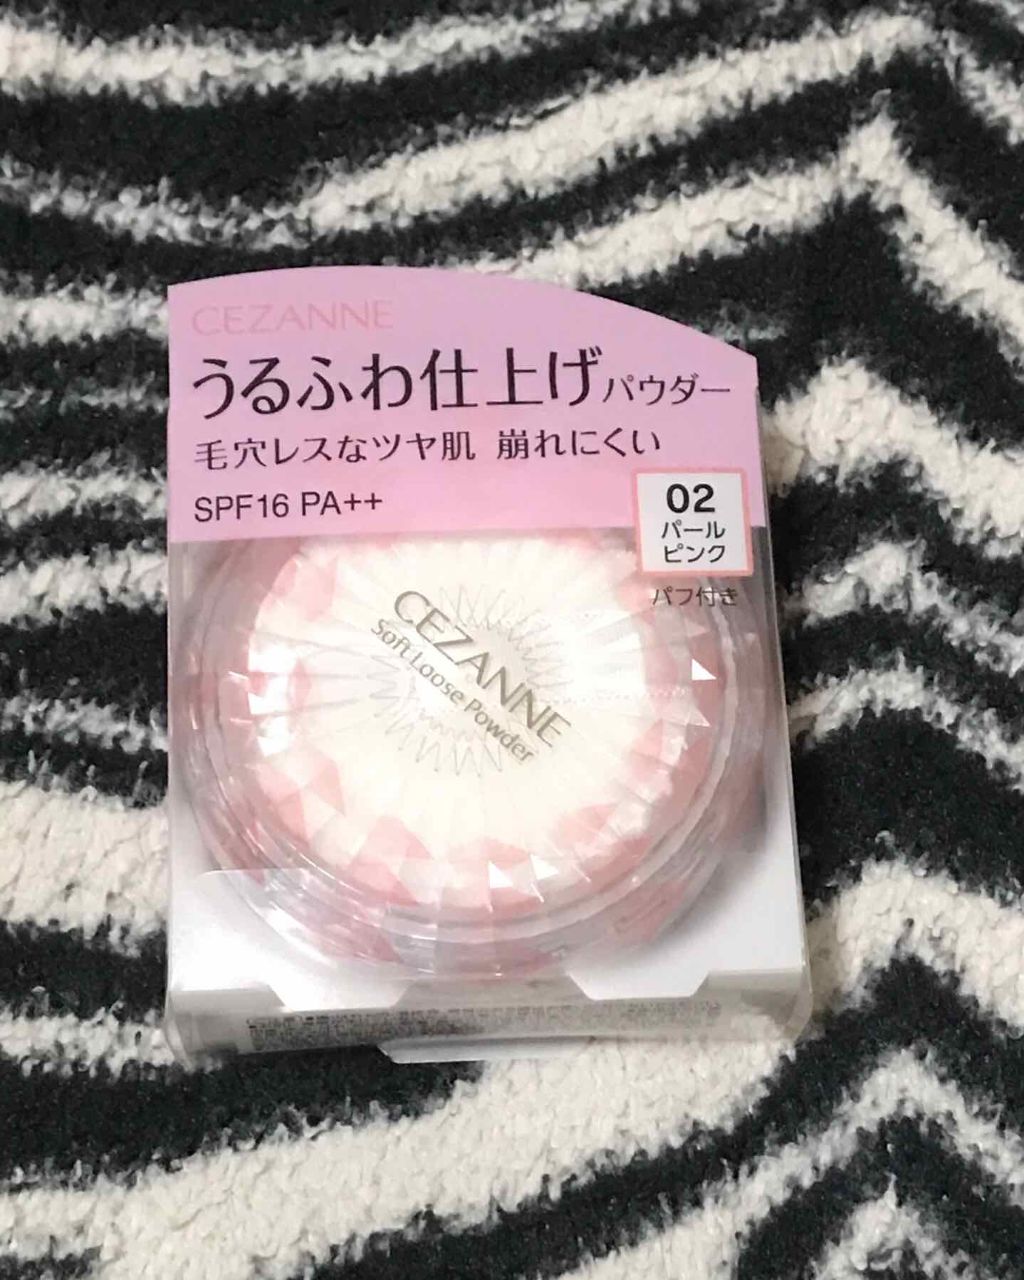 CEZANNE
うるふわ仕上げパウダー
毛穴レスなツヤ肌 崩れにくい
SPF16 PA++
02
パール
ピンク
パフ付き
CEZANNE
Soft Loose Powder